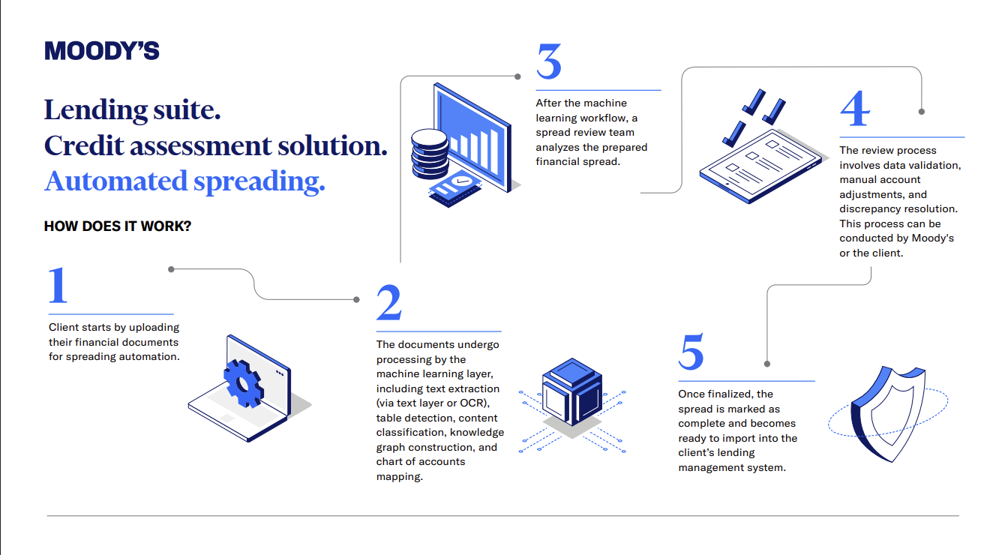 MOODY'S
Lending suite.
Credit assessment solution.
Automated spreading.
HOW DOES IT WORK?
1
Client starts by uploading
their financial documents
for spreading automation.
2
The documents undergo
processing by the
machine learning layer,
including text extraction
(via text layer or OCR),
table detection, content
classification, knowledge
graph construction, and
chart of accounts
mapping.
3
After the machine
learning workflow, a
spread review team
analyzes the prepared
financial spread.
4
The review process
involves data validation,
manual account
adjustments, and
discrepancy resolution.
This process can be
conducted by Moody's
or the client.
5
Once finalized, the
spread is marked as
complete and becomes
ready to import into the
client’s lending
management system.